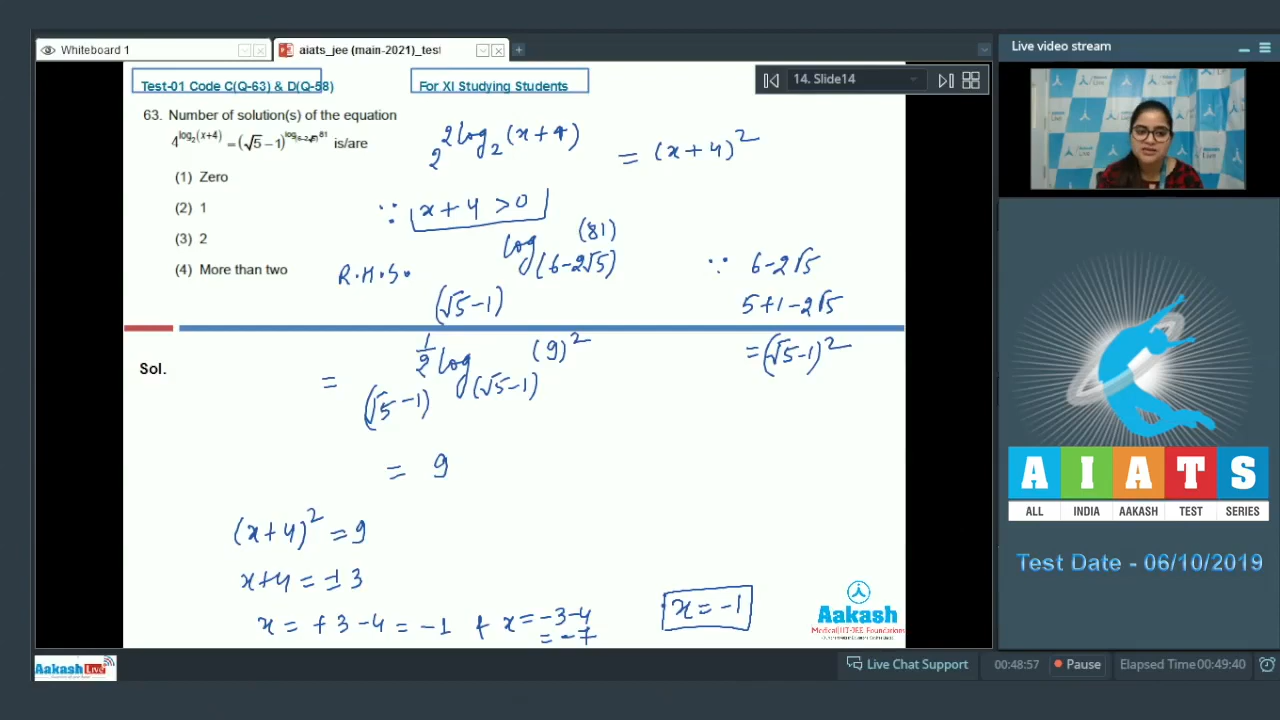 Whiteboard 1
aiats_jee (main-2021)_test
Live video stream
Test-01 Code C(Q-63) & D(Q-58)
For XI Studying Students
14. Slide14
63. Number of solution(s) of the equation
4^log₂(x+4) = (√5 – 1)^log₍₆₋₂√₅₎81 is/are
(1) Zero
(2) 1
(3) 2
(4) More than two
2^2log₂(x+4) = (x+4)²
∵ x+4 >0
R.H.S.
(√5-1)^log₍₆₋₂√₅₎(81)
∵ 6-2√5
5+1-2√5
=(√5-1)²
Sol.
= (√5-1)^½log₍√₅₋₁₎(9)²
= 9
(x+4)² = 9
x+4 = ±3
x = +3-4 = -1 + x = -3-4
= -7
x = -1
A I A T S
ALL INDIA AAKASH TEST SERIES
Test Date - 06/10/2019
Aakash
Medical|IIT-JEE|Foundations
Aakash Live
Live Chat Support
00:48:57
Pause
Elapsed Time 00:49:40